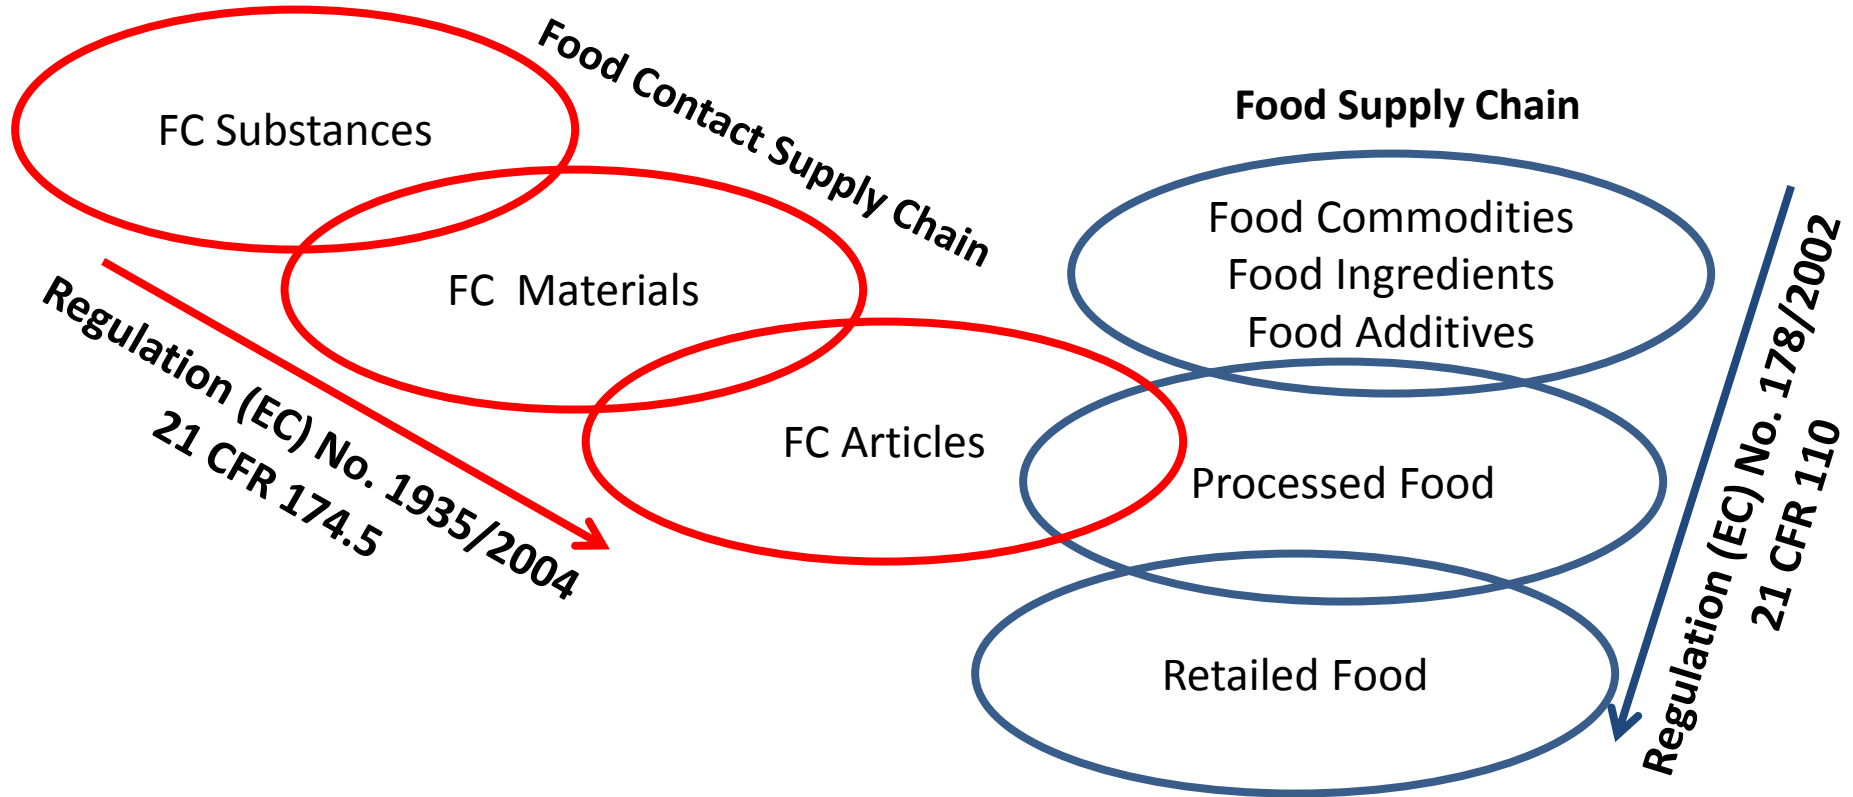 FC Substances
FC Materials
FC Articles
Food Contact Supply Chain
Regulation (EC) No. 1935/2004
21 CFR 174.5
Food Supply Chain
Food Commodities
Food Ingredients
Food Additives
Processed Food
Retailed Food
Regulation (EC) No. 178/2002
21 CFR 110